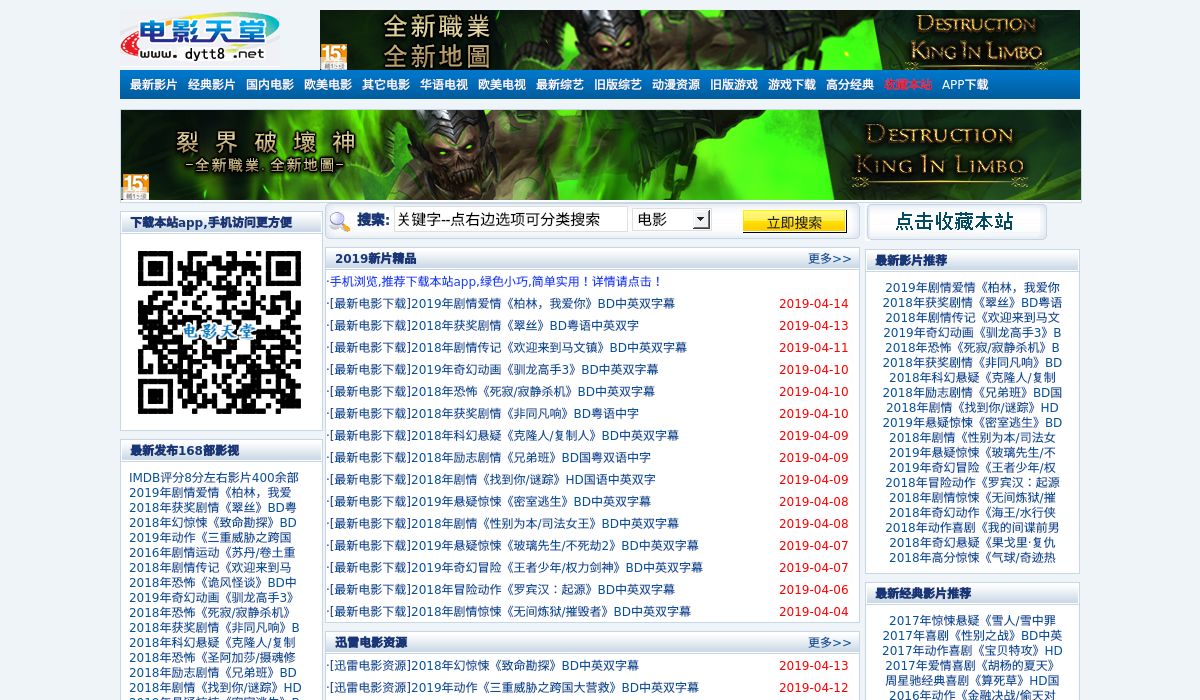 电影天堂
www. dytt8 .net
全新職業
全新地圖
15+
DESTRUCTION
KING IN LIMBO
最新影片 经典影片 国内电影 欧美电影 其它电影 华语电视 欧美电视 最新综艺 旧版综艺 动漫资源 旧版游戏 游戏下载 高分经典 收藏本站 APP下载
裂界破壞神
-全新職業.全新地圖-
15+
DESTRUCTION
KING IN LIMBO
下载本站app,手机访问更方便
电影天堂
最新发布168部影视
IMDB评分8分左右影片400余部
2019年剧情爱情《柏林，我爱
2018年获奖剧情《翠丝》BD粤
2018年幻惊悚《致命勘探》BD
2019年动作《三重威胁之跨国
2016年剧情运动《苏丹/卷土重
2018年剧情传记《欢迎来到马
2018年恐怖《诡风怪谈》BD中
2019年奇幻动画《驯龙高手3》
2018年恐怖《死寂/寂静杀机》
2018年获奖剧情《非同凡响》B
2018年科幻悬疑《克隆人/复制
2018年恐怖《圣阿加莎/摄魂修
2018年励志剧情《兄弟班》BD
2018年剧情《找到你/谜踪》HD
搜索: 关键字--点右边选项可分类搜索 电影 立即搜索
2019新片精品 更多>>
·手机浏览,推荐下载本站app,绿色小巧,简单实用！详情请点击！
·[最新电影下载]2019年剧情爱情《柏林，我爱你》BD中英双字幕 2019-04-14
·[最新电影下载]2018年获奖剧情《翠丝》BD粤语中英双字 2019-04-13
·[最新电影下载]2018年剧情传记《欢迎来到马文镇》BD中英双字幕 2019-04-11
·[最新电影下载]2019年奇幻动画《驯龙高手3》BD中英双字幕 2019-04-10
·[最新电影下载]2018年恐怖《死寂/寂静杀机》BD中英双字幕 2019-04-10
·[最新电影下载]2018年获奖剧情《非同凡响》BD粤语中字 2019-04-10
·[最新电影下载]2018年科幻悬疑《克隆人/复制人》BD中英双字幕 2019-04-09
·[最新电影下载]2018年励志剧情《兄弟班》BD国粤双语中字 2019-04-09
·[最新电影下载]2018年剧情《找到你/谜踪》HD国语中英双字 2019-04-09
·[最新电影下载]2019年悬疑惊悚《密室逃生》BD中英双字幕 2019-04-08
·[最新电影下载]2018年剧情《性别为本/司法女王》BD中英双字幕 2019-04-08
·[最新电影下载]2019年悬疑惊悚《玻璃先生/不死劫2》BD中英双字幕 2019-04-07
·[最新电影下载]2019年奇幻冒险《王者少年/权力剑神》BD中英双字幕 2019-04-07
·[最新电影下载]2018年冒险动作《罗宾汉：起源》BD中英双字幕 2019-04-06
·[最新电影下载]2018年剧情惊悚《无间炼狱/摧毁者》BD中英双字幕 2019-04-04
迅雷电影资源 更多>>
·[迅雷电影资源]2018年幻惊悚《致命勘探》BD中英双字幕 2019-04-13
·[迅雷电影资源]2019年动作《三重威胁之跨国大营救》BD中英双字幕 2019-04-12
点击收藏本站
最新影片推荐
2019年剧情爱情《柏林，我爱你
2018年获奖剧情《翠丝》BD粤语
2018年剧情传记《欢迎来到马文
2019年奇幻动画《驯龙高手3》B
2018年恐怖《死寂/寂静杀机》B
2018年获奖剧情《非同凡响》BD
2018年科幻悬疑《克隆人/复制
2018年励志剧情《兄弟班》BD国
2018年剧情《找到你/谜踪》HD
2019年悬疑惊悚《密室逃生》BD
2018年剧情《性别为本/司法女
2019年悬疑惊悚《玻璃先生/不
2019年奇幻冒险《王者少年/权
2018年冒险动作《罗宾汉：起源
2018年剧情惊悚《无间炼狱/摧
2018年奇幻动作《海王/水行侠
2018年动作喜剧《我的间谍前男
2018年奇幻悬疑《果戈里·复仇
2018年高分惊悚《气球/奇迹热
最新经典影片推荐
2017年惊悚悬疑《雪人/雪中罪
2017年喜剧《性别之战》BD中英
2017年动作喜剧《宝贝特攻》HD
2017年爱情喜剧《胡杨的夏天》
周星驰经典喜剧《算死草》HD国
2016年动作《金融决战/偷天对